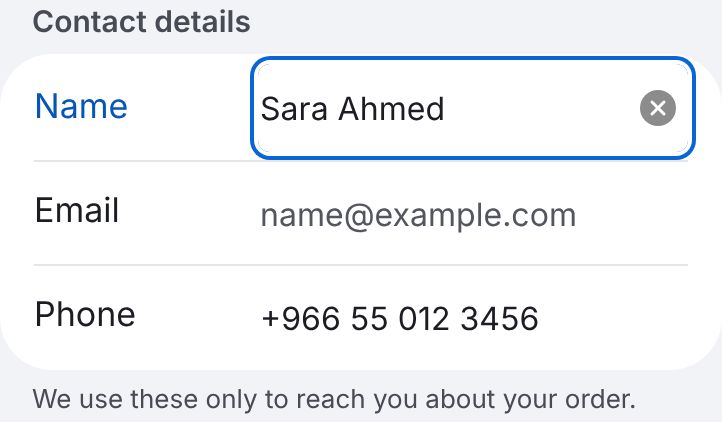 Contact details
Name Sara Ahmed
Email name@example.com
Phone +966 55 012 3456
We use these only to reach you about your order.